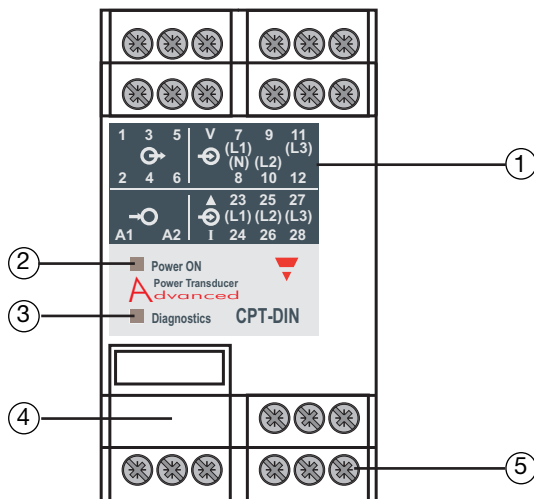 1 3 5 V 7 9 11
(L1) (L3)
(N) (L2)
2 4 6 8 10 12
23 25 27
(L1) (L2) (L3)
A1 A2 I 24 26 28
1
2
Power ON
Power Transducer
Advanced
3
Diagnostics CPT-DIN
4
5